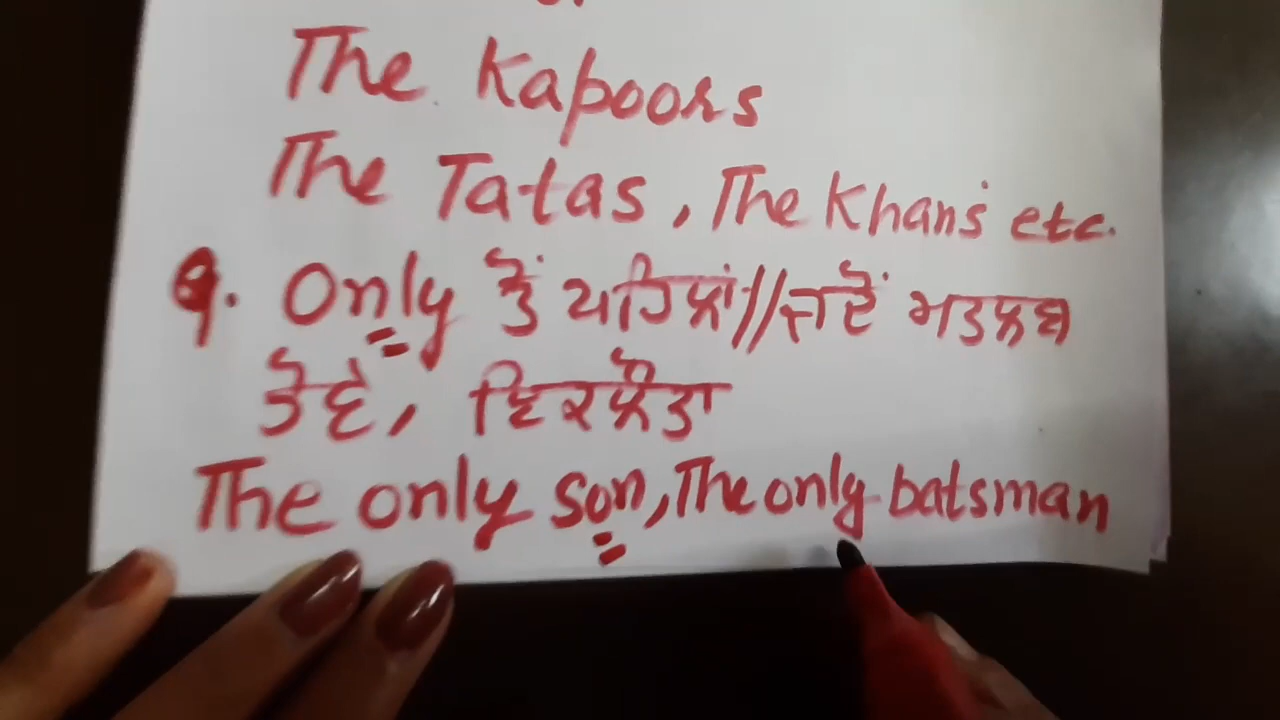 The Kapoors
The Tatas, The Khans etc.
9. Only ਤੋਂ ਪਹਿਲਾਂ//ਜਦੋਂ ਮਤਲਬ
ਹੋਵੇ, ਇਕਲੌਤਾ
The only son, The only batsman